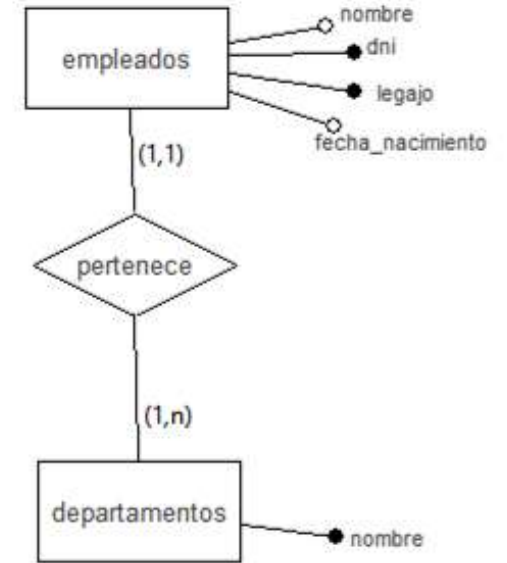 nombre
empleados
dni
legajo
fecha_nacimiento
(1,1)
pertenece
(1,n)
departamentos
nombre